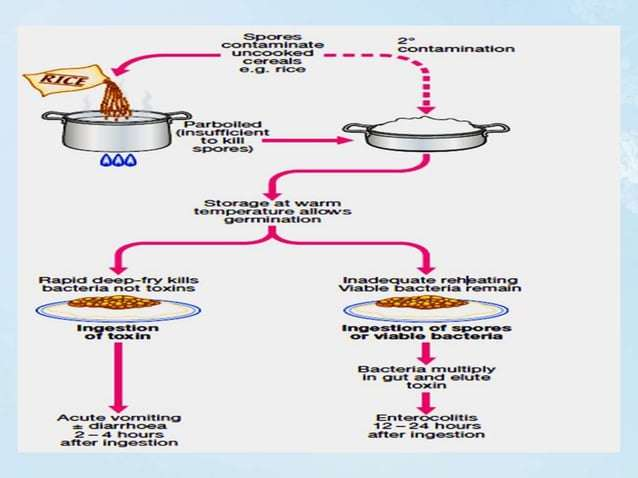 Spores
contaminate
uncooked
cereals
e.g. rice
2°
contamination
RICE
Parboiled
(insufficient
to kill
spores)
Storage at warm
temperature allows
germination
Rapid deep-fry kills
bacteria not toxins
Ingestion
of toxin
Acute vomiting
± diarrhoea
2 – 4 hours
after ingestion
Inadequate reheating
Viable bacteria remain
Ingestion of spores
or viable bacteria
Bacteria multiply
in gut and elute
toxin
Enterocolitis
12 – 24 hours
after ingestion